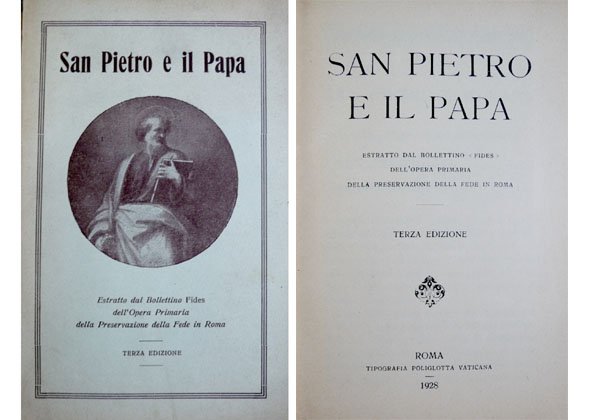 San Pietro e il Papa
Estratto dal Bollettino Fides
dell'Opera Primaria
della Preservazione della Fede in Roma
TERZA EDIZIONE
SAN PIETRO
E IL PAPA
ESTRATTO DAL BOLLETTINO «FIDES»
DELL'OPERA PRIMARIA
DELLA PRESERVAZIONE DELLA FEDE IN ROMA
TERZA EDIZIONE
ROMA
TIPOGRAFIA POLIGLOTTA VATICANA
1928